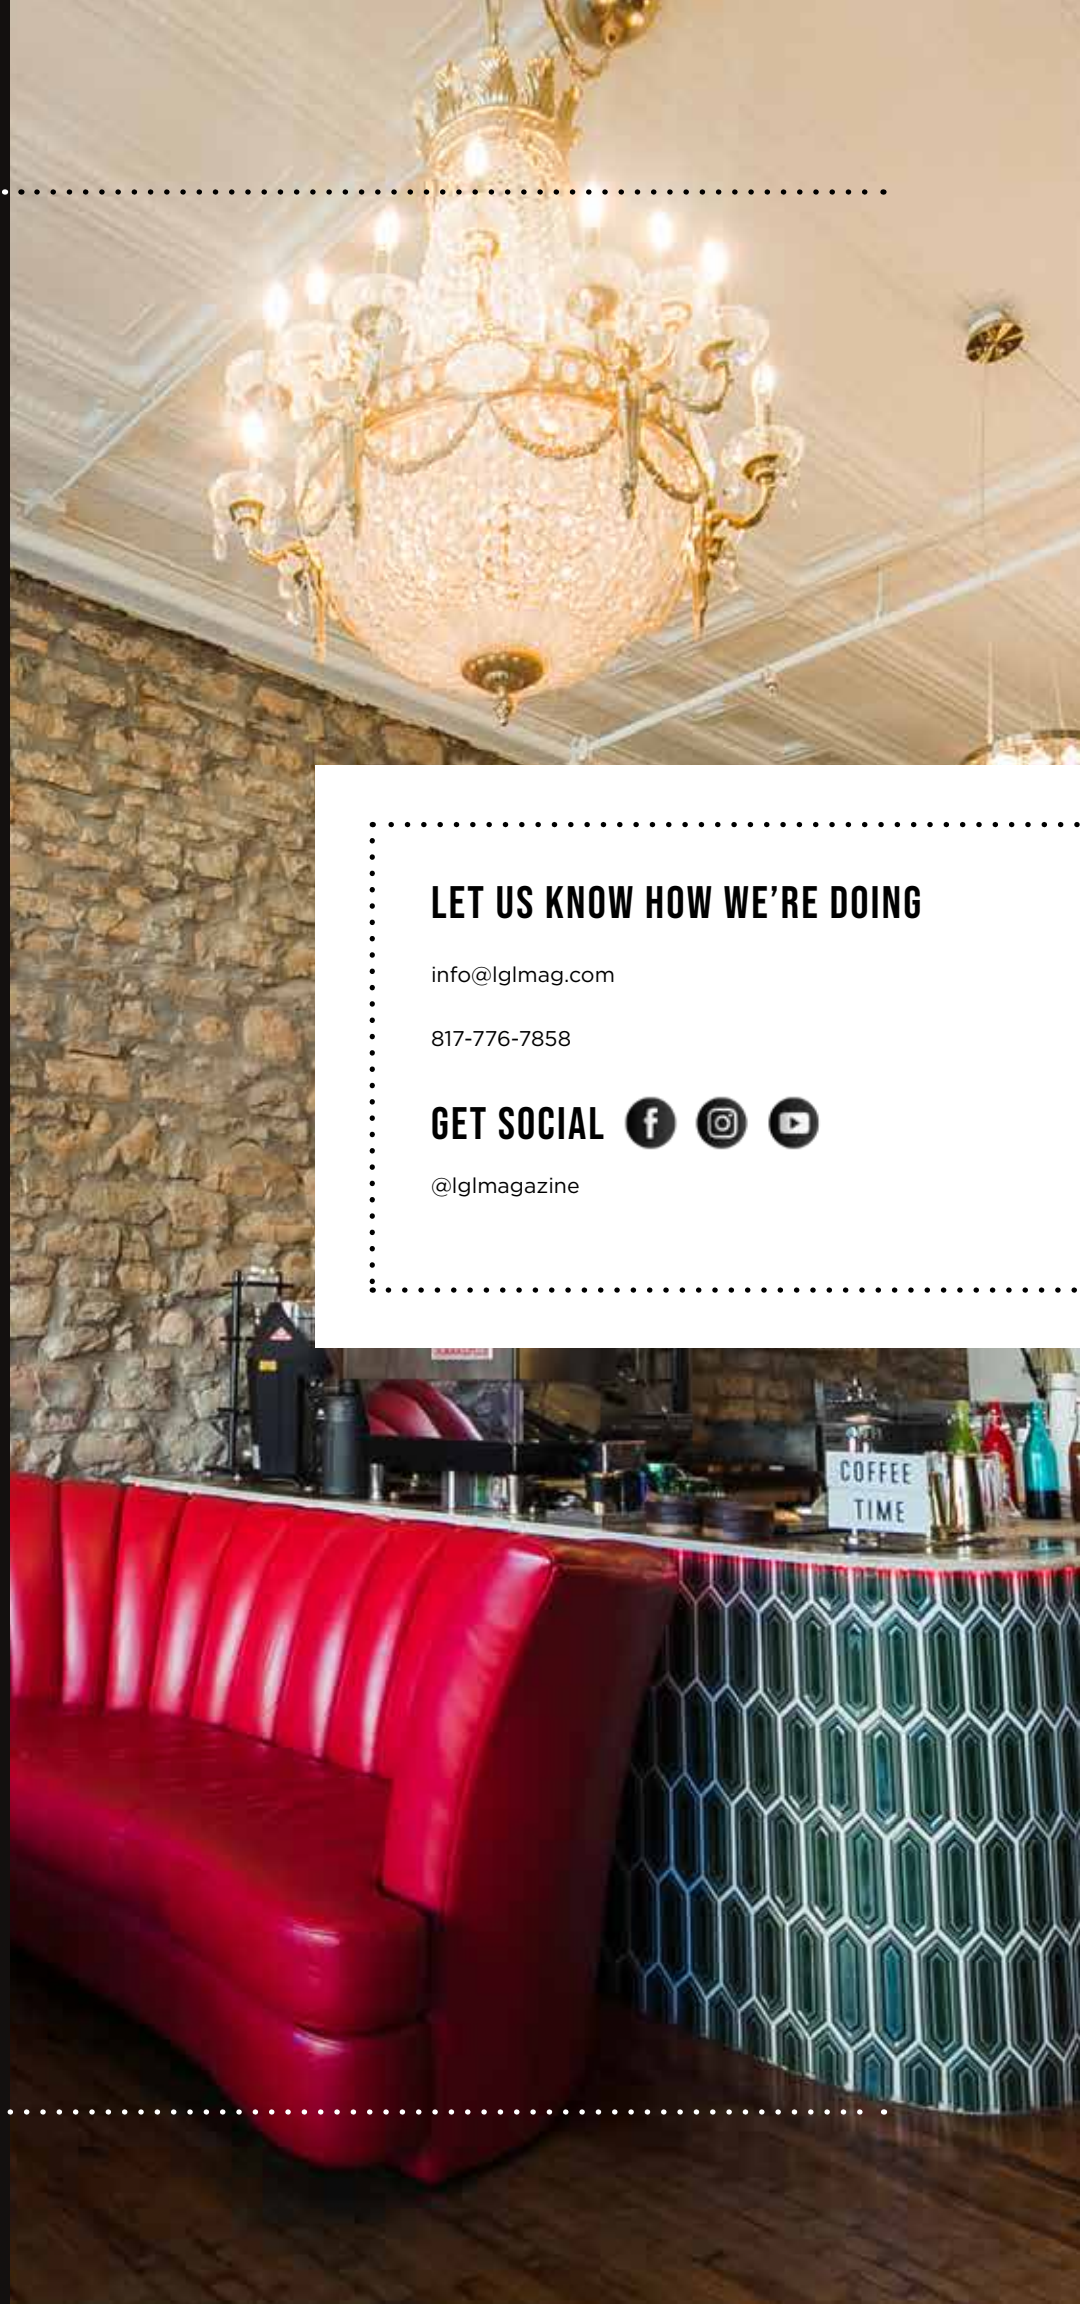 LET US KNOW HOW WE’RE DOING
info@lglmag.com
817-776-7858
GET SOCIAL
@lglmagazine
COFFEE
TIME